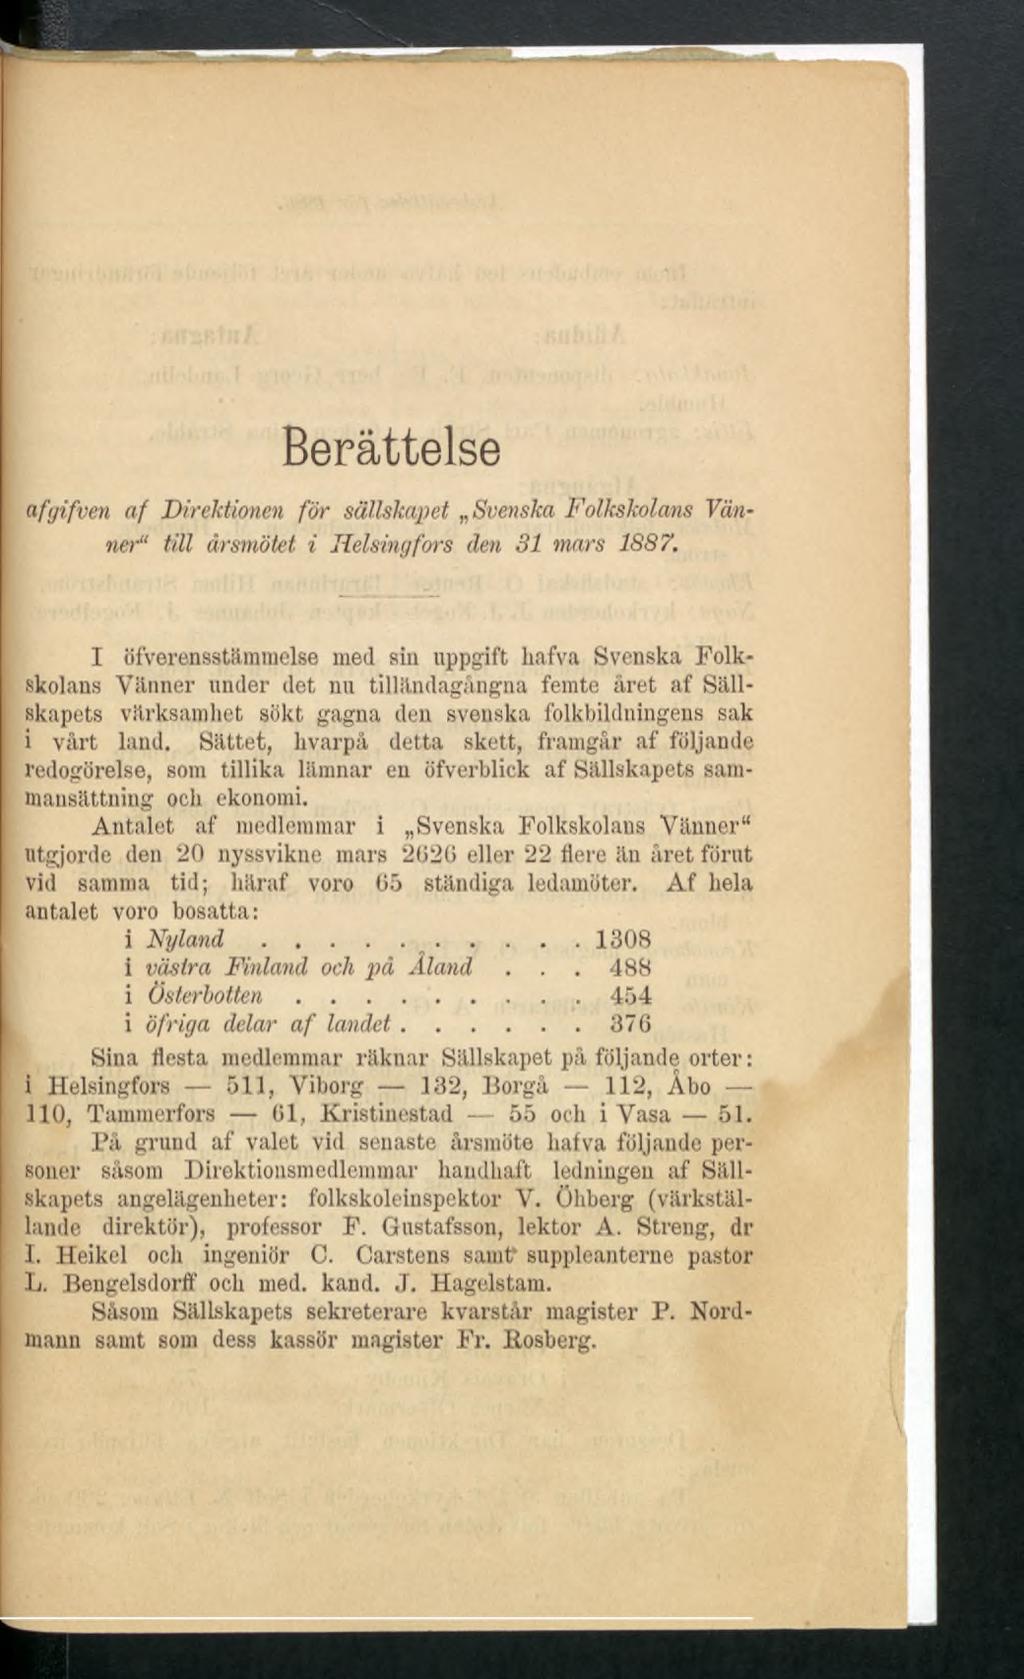 Berättelse
afgifven af Direktionen för sällskapet „Svenska Folkskolans Vän-
ner“ till årsmötet i Helsingfors den 31 mars 1887.
I öfverensstämmelse med sin uppgift hafva Svenska Folk-
skolans Vänner under det nu tilländagångna femte året af Säll-
skapets värksamhet sökt gagna den svenska folkbildningens sak
i vårt land. Sättet, hvarpå detta skett, framgår af följande
redogörelse, som tillika lämnar en öfverblick af Sällskapets sam-
mansättning och ekonomi.
Antalet af medlemmar i „Svenska Folkskolans Vänner“
utgjorde den 20 nyssvikne mars 2626 eller 22 flere än året förut
vid samma tid; häraf voro 65 ständiga ledamöter. Af hela
antalet voro bosatta:
i Nyland . . . . . . . . . . 1308
i västra Finland och på Åland . . . 488
i Österbotten . . . . . . . . . 454
i öfriga delar af landet . . . . . . 376
Sina flesta medlemmar räknar Sällskapet på följande orter:
i Helsingfors — 511, Viborg — 132, Borgå — 112, Åbo —
110, Tammerfors — 61, Kristinestad — 55 och i Vasa — 51.
På grund af valet vid senaste årsmöte hafva följande per-
soner såsom Direktionsmedlemmar handhaft ledningen af Säll-
skapets angelägenheter: folkskoleinspektor V. Öhberg (värkstäl-
lande direktör), professor F. Gustafsson, lektor A. Streng, dr
I. Heikel och ingeniör C. Carstens samt suppleanterne pastor
L. Bengelsdorff och med. kand. J. Hagelstam.
Såsom Sällskapets sekreterare kvarstår magister P. Nord-
mann samt som dess kassör magister Fr. Rosberg.